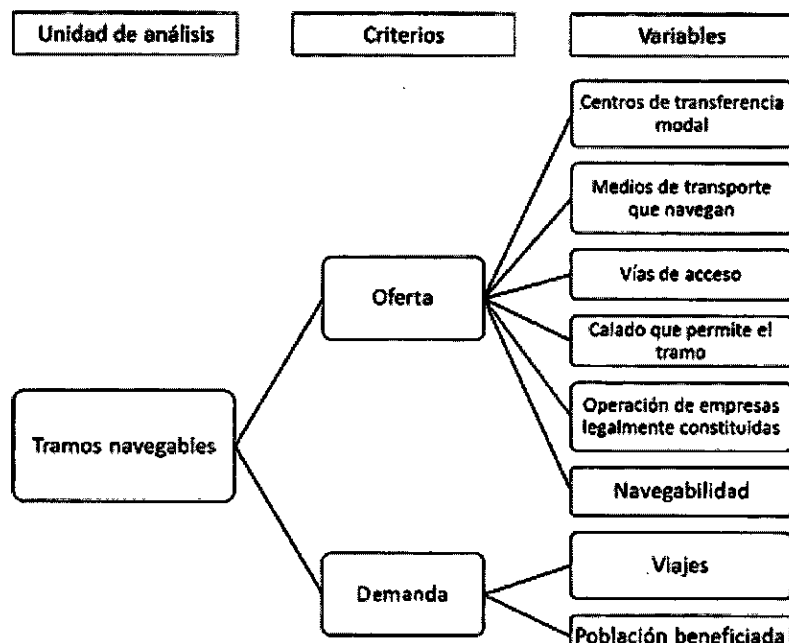 Unidad de análisis
Criterios
Variables
Centros de transferencia
modal
Medios de transporte
que navegan
Vías de acceso
Calado que permite el
tramo
Operación de empresas
legalmente constituidas
Navegabilidad
Oferta
Tramos navegables
Demanda
Viajes
Población beneficiada